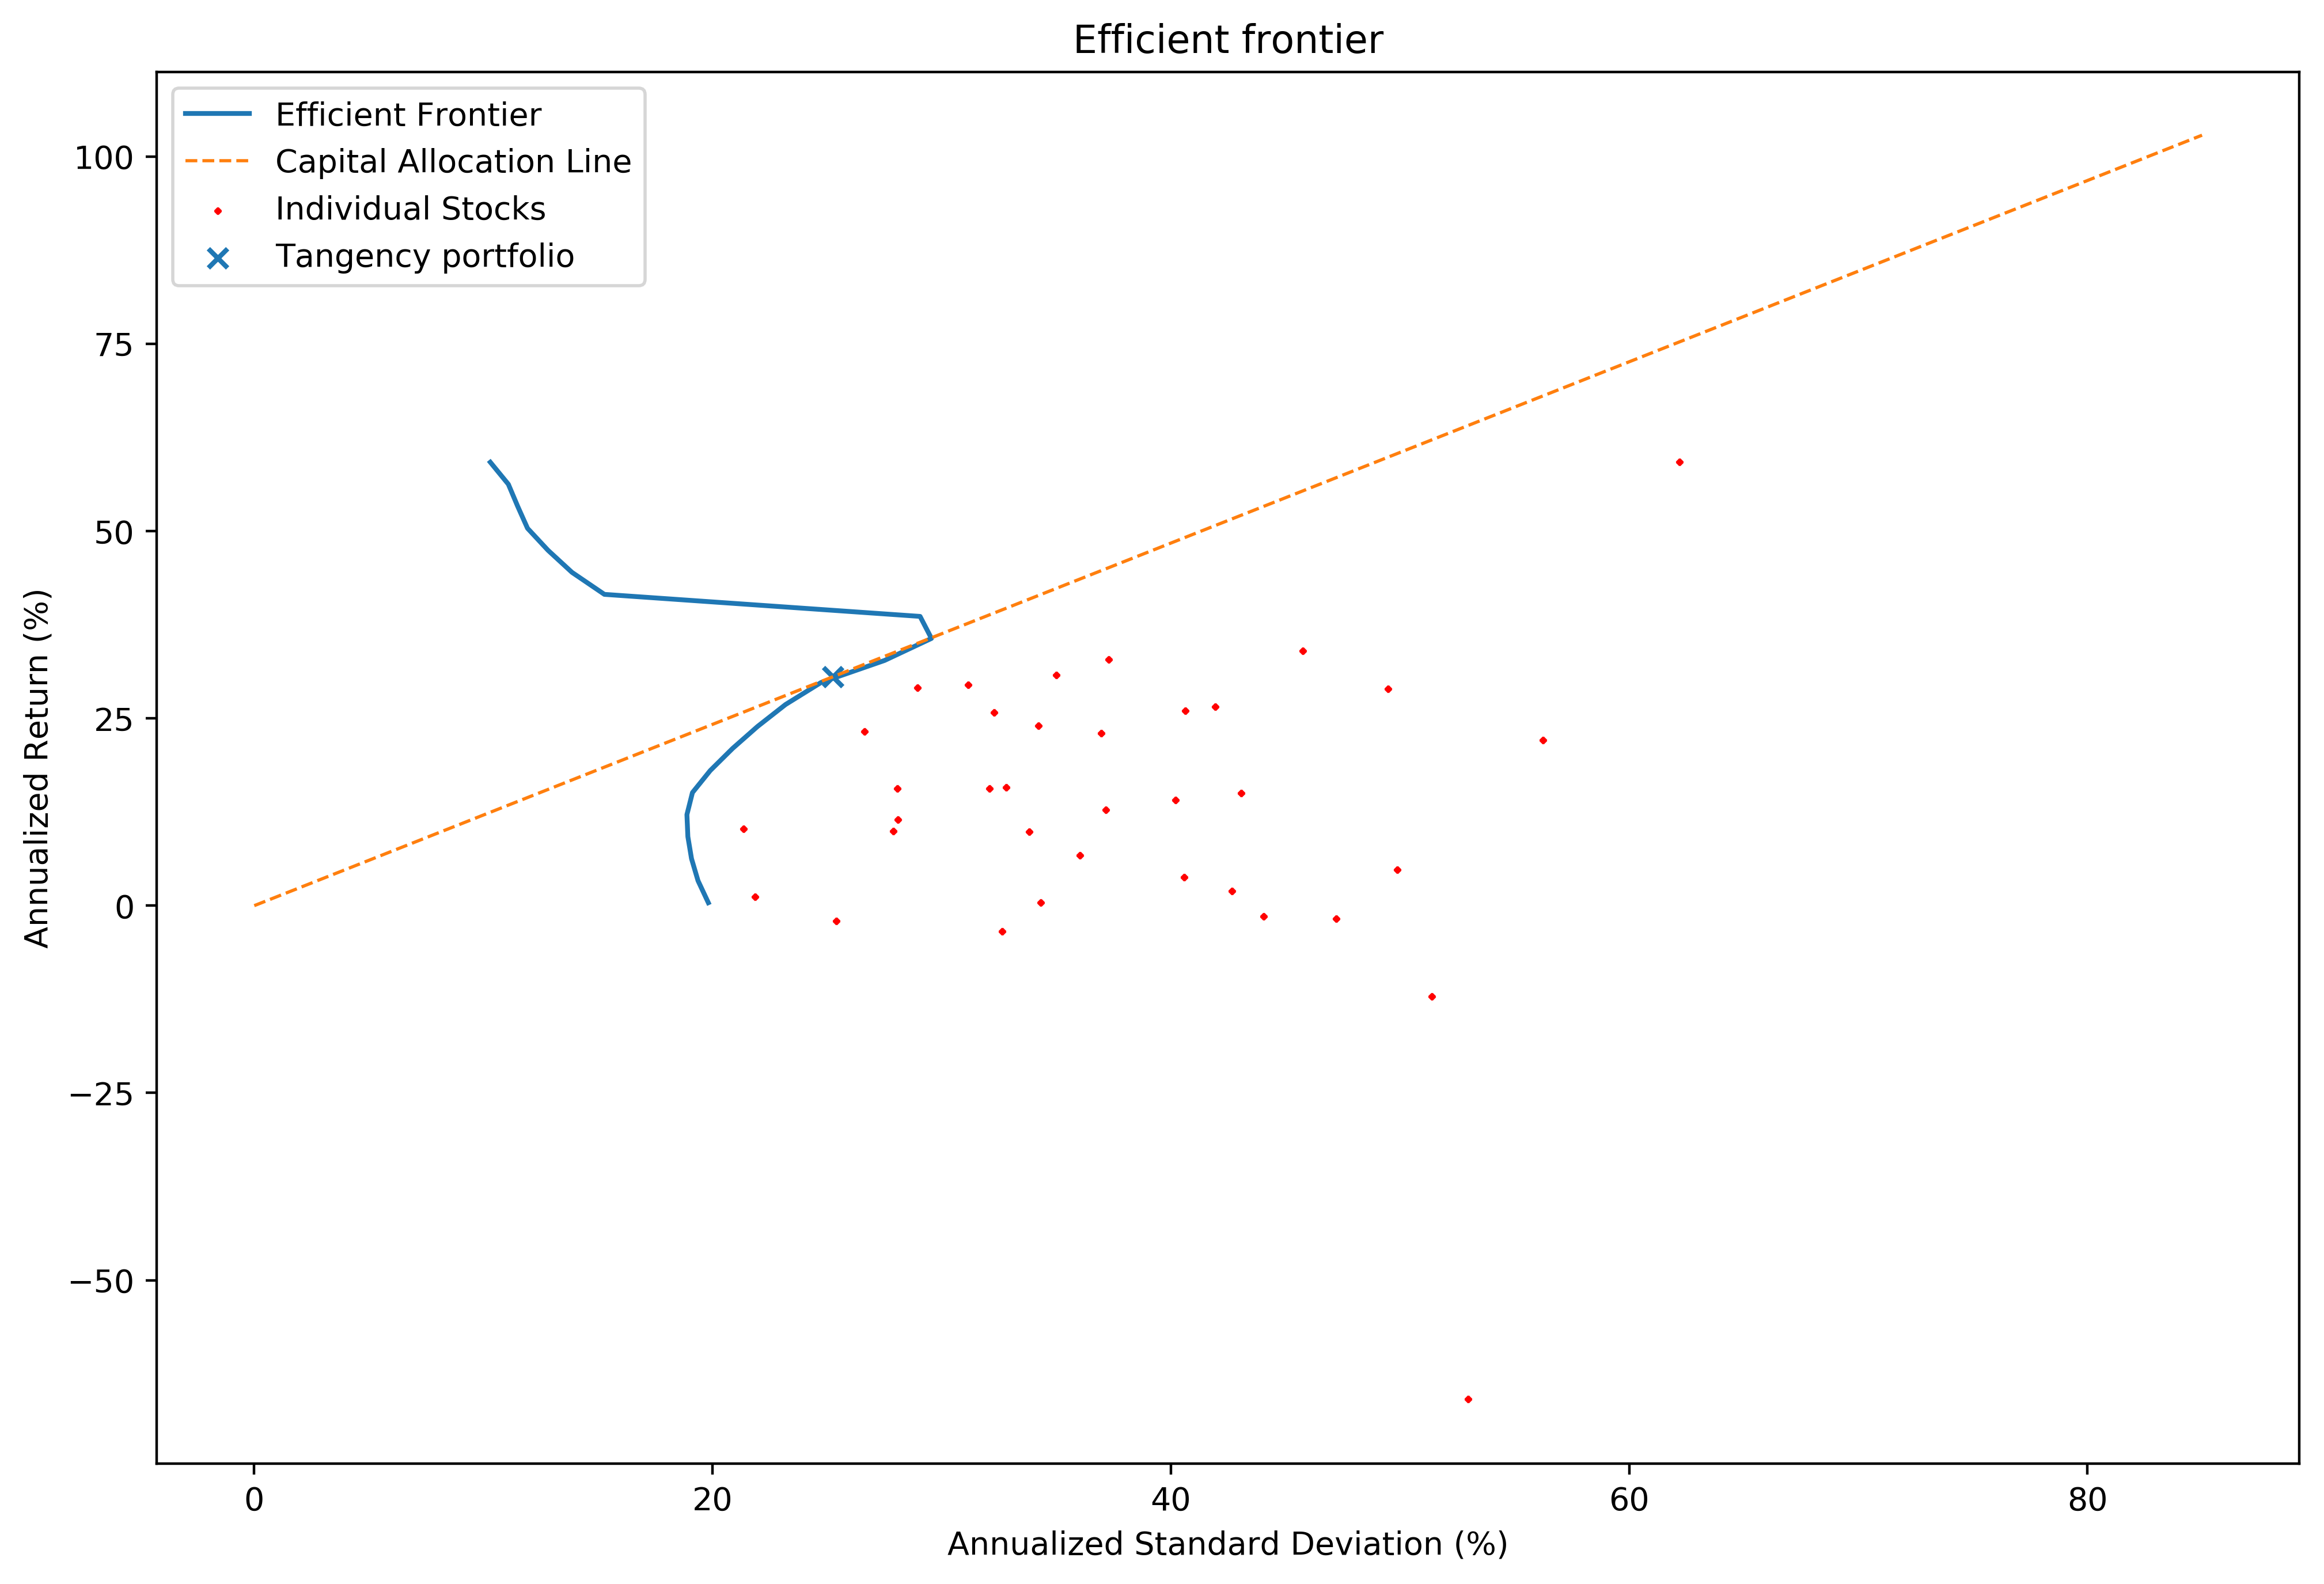 Efficient frontier
Efficient Frontier
Capital Allocation Line
Individual Stocks
Tangency portfolio
100
75
50
25
0
−25
−50
Annualized Return (%)
0 20 40 60 80
Annualized Standard Deviation (%)